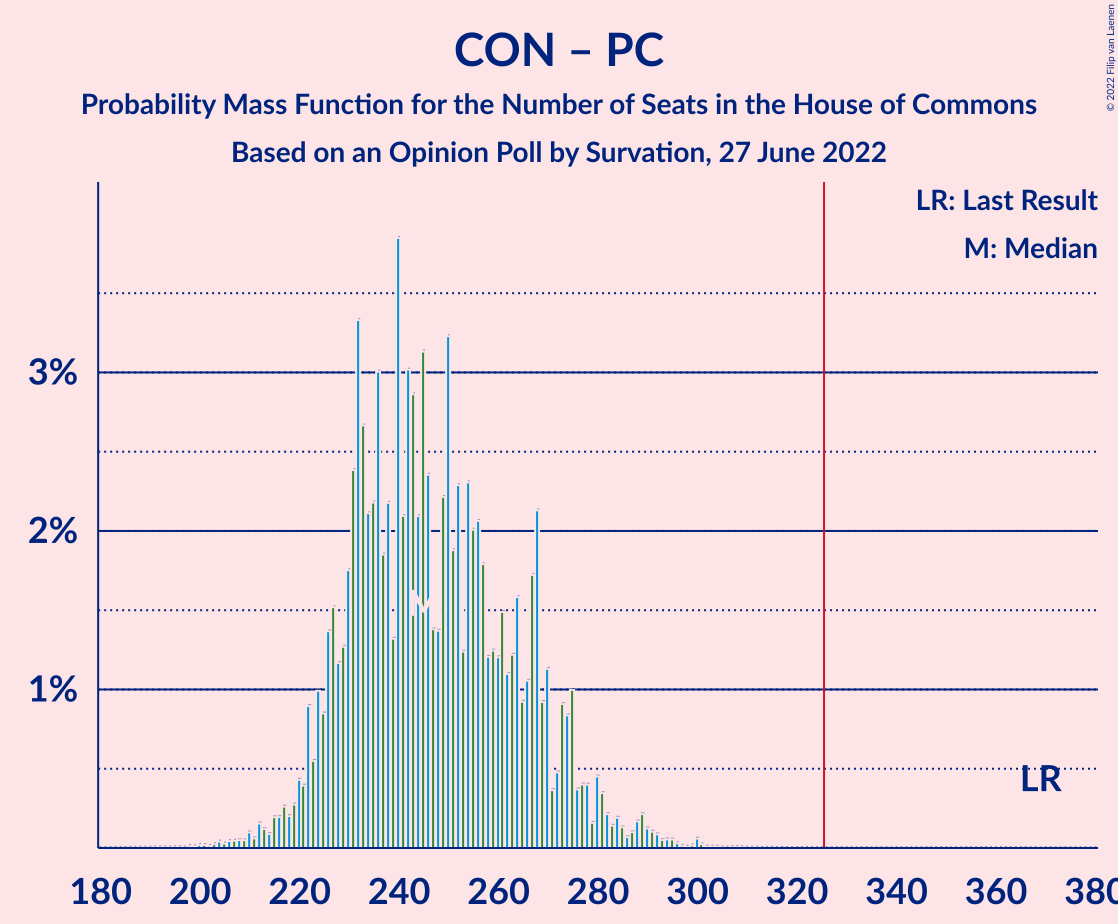 CON – PC
Probability Mass Function for the Number of Seats in the House of Commons
Based on an Opinion Poll by Survation, 27 June 2022
© 2022 Filip van Laenen
LR: Last Result
M: Median
3%
2%
1%
M
LR
180 200 220 240 260 280 300 320 340 360 380